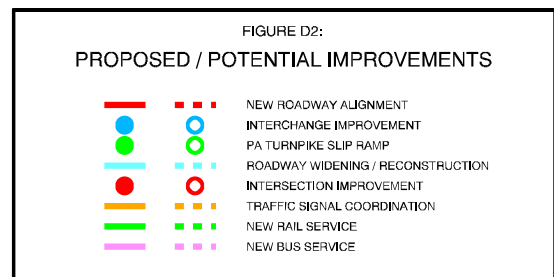 FIGURE D2:
PROPOSED / POTENTIAL IMPROVEMENTS
NEW ROADWAY ALIGNMENT
INTERCHANGE IMPROVEMENT
PA TURNPIKE SLIP RAMP
ROADWAY WIDENING / RECONSTRUCTION
INTERSECTION IMPROVEMENT
TRAFFIC SIGNAL COORDINATION
NEW RAIL SERVICE
NEW BUS SERVICE